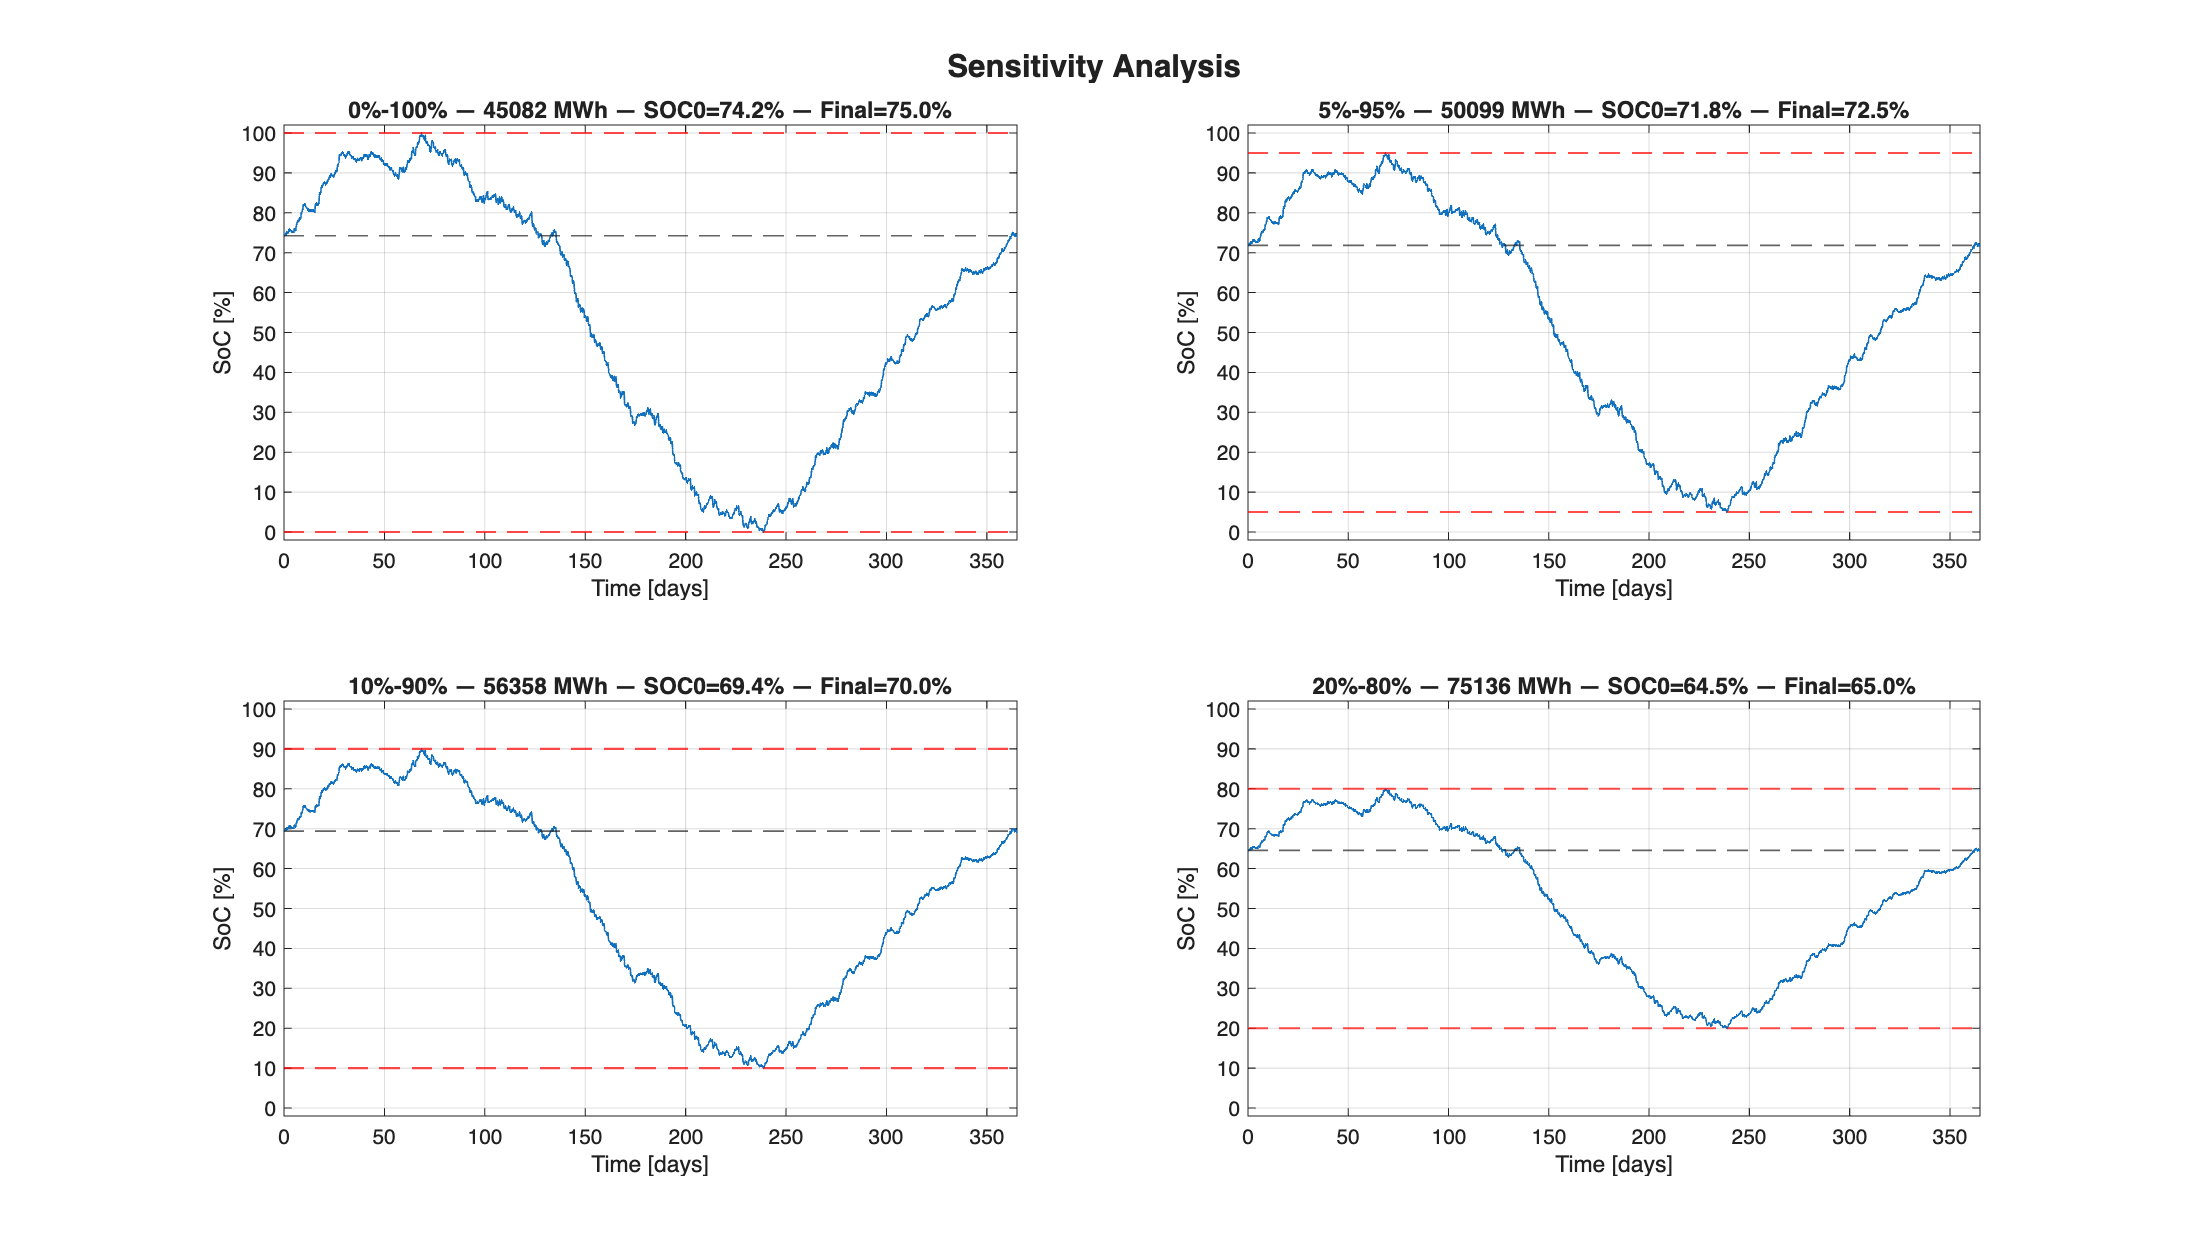 Sensitivity Analysis
0%-100% — 45082 MWh — SOC0=74.2% — Final=75.0%
100
90
80
70
60
50
40
30
20
10
0
SoC [%]
0 50 100 150 200 250 300 350
Time [days]
5%-95% — 50099 MWh — SOC0=71.8% — Final=72.5%
100
90
80
70
60
50
40
30
20
10
0
SoC [%]
0 50 100 150 200 250 300 350
Time [days]
10%-90% — 56358 MWh — SOC0=69.4% — Final=70.0%
100
90
80
70
60
50
40
30
20
10
0
SoC [%]
0 50 100 150 200 250 300 350
Time [days]
20%-80% — 75136 MWh — SOC0=64.5% — Final=65.0%
100
90
80
70
60
50
40
30
20
10
0
SoC [%]
0 50 100 150 200 250 300 350
Time [days]